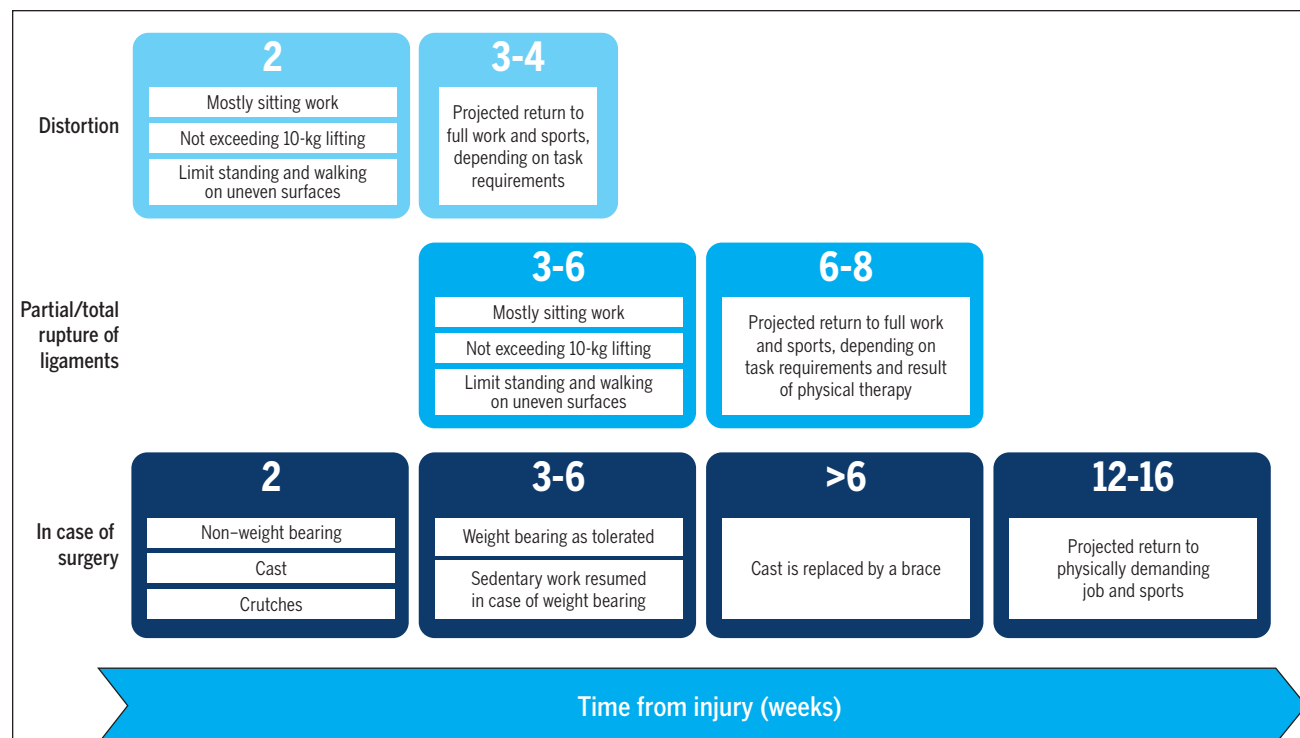 Distortion
2
Mostly sitting work
Not exceeding 10-kg lifting
Limit standing and walking
on uneven surfaces
3-4
Projected return to
full work and sports,
depending on task
requirements
Partial/total
rupture of
ligaments
3-6
Mostly sitting work
Not exceeding 10-kg lifting
Limit standing and walking
on uneven surfaces
6-8
Projected return to full work
and sports, depending on
task requirements and result
of physical therapy
In case of
surgery
2
Non–weight bearing
Cast
Crutches
3-6
Weight bearing as tolerated
Sedentary work resumed
in case of weight bearing
>6
Cast is replaced by a brace
12-16
Projected return to
physically demanding
job and sports
Time from injury (weeks)